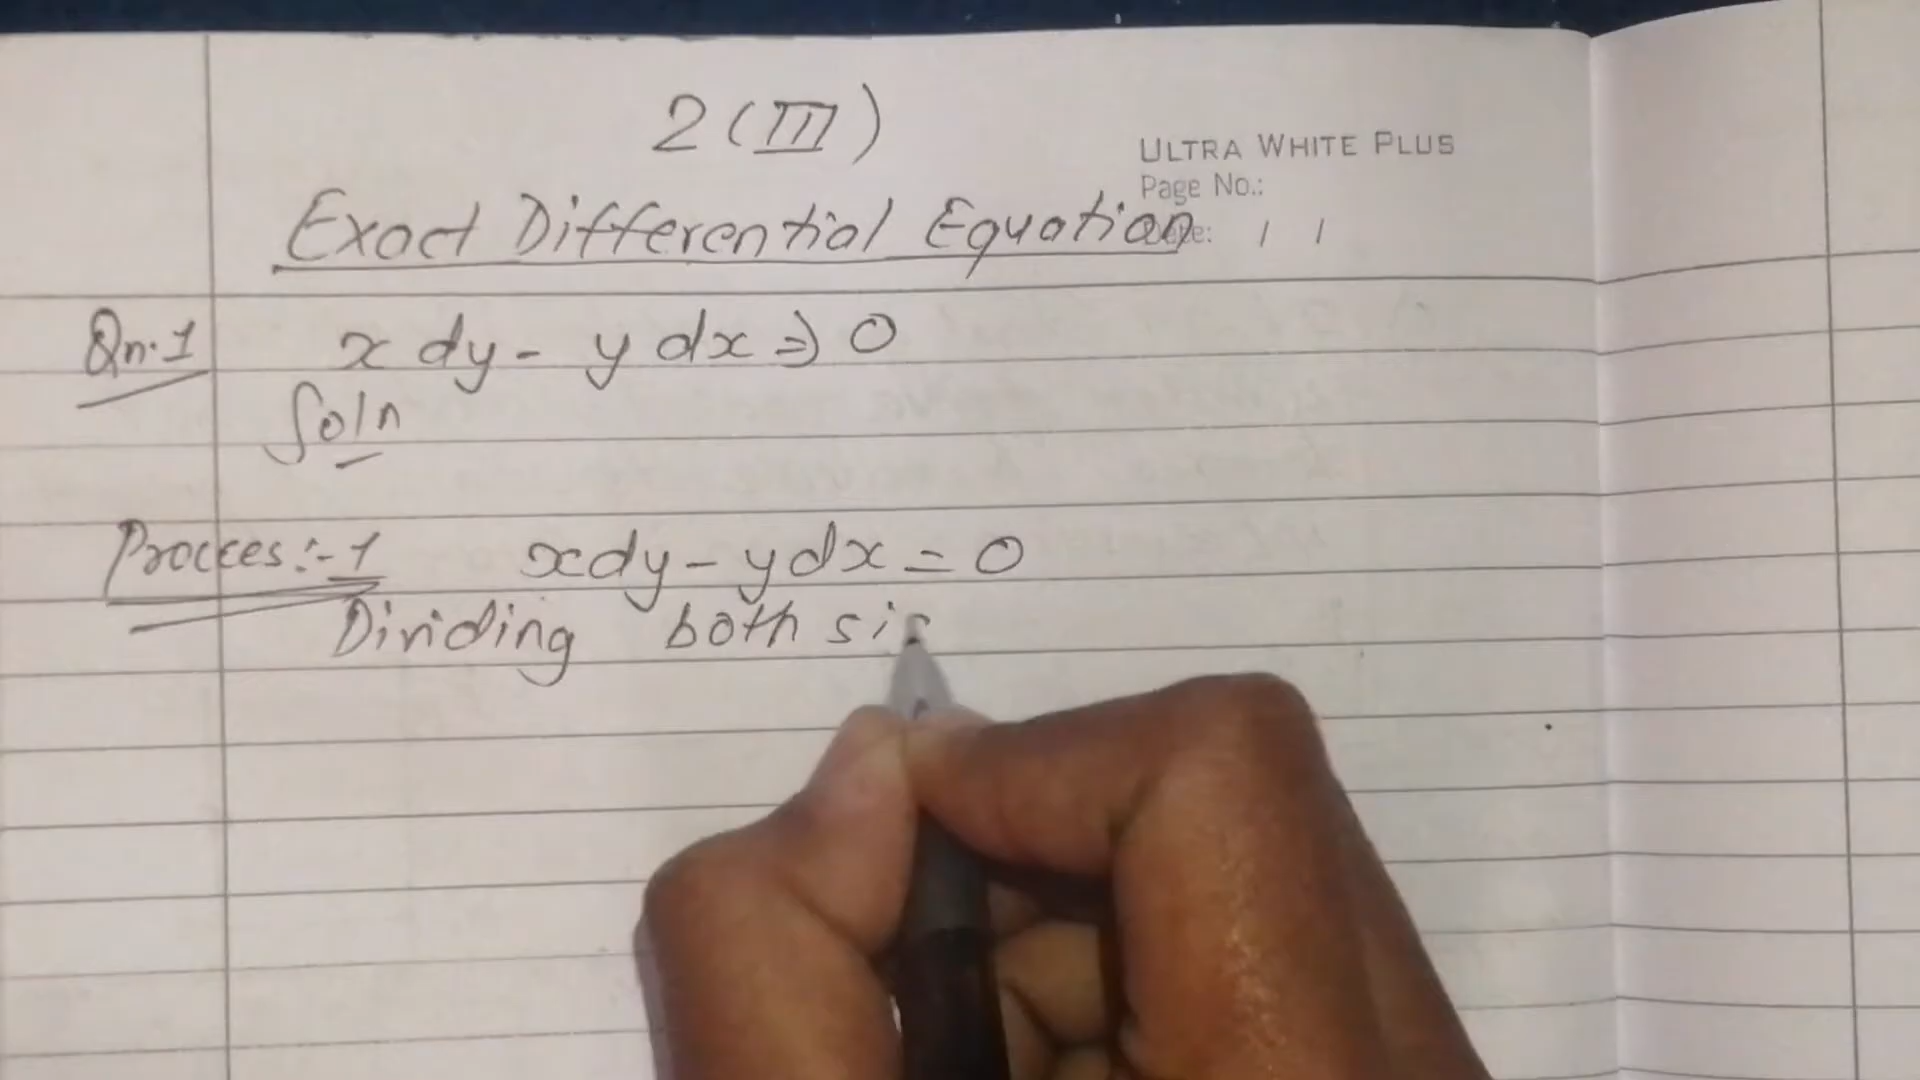 2 (III)
ULTRA WHITE PLUS
Page No.:
Exact Differential Equation
/ /
Qn.1 x dy - y dx => 0
Soln
Procces :- 1 xdy - ydx = 0
Dividing both si